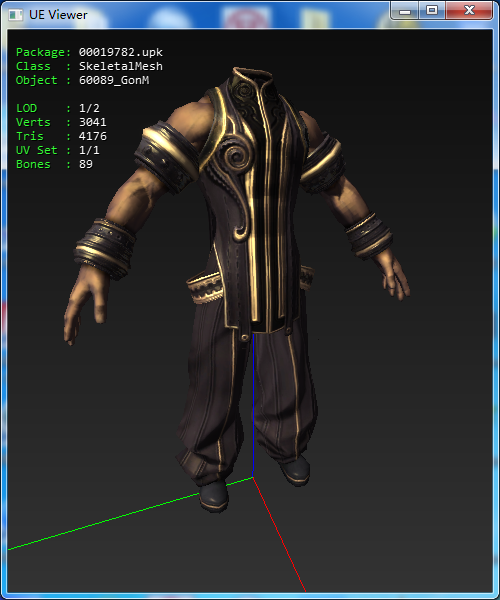 UE Viewer
Package: 00019782.upk
Class : SkeletalMesh
Object : 60089_GonM
LOD : 1/2
Verts : 3041
Tris : 4176
UV Set : 1/1
Bones : 89